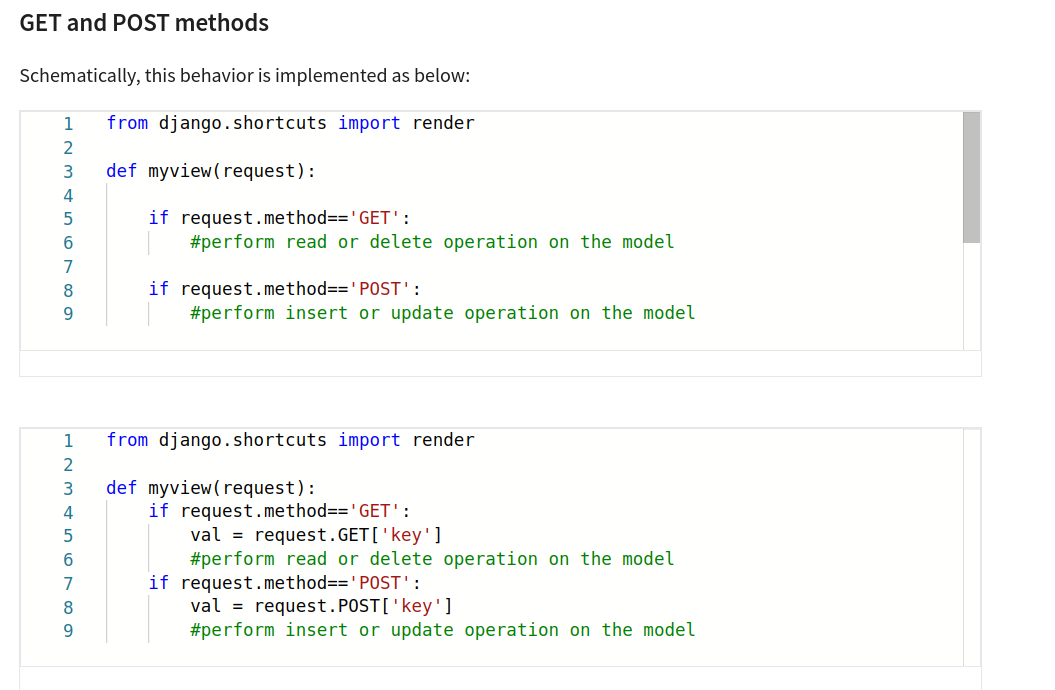 GET and POST methods
Schematically, this behavior is implemented as below:
1 from django.shortcuts import render
2
3 def myview(request):
4
5     if request.method=='GET':
6         #perform read or delete operation on the model
7
8     if request.method=='POST':
9         #perform insert or update operation on the model
1 from django.shortcuts import render
2
3 def myview(request):
4     if request.method=='GET':
5         val = request.GET['key']
6         #perform read or delete operation on the model
7     if request.method=='POST':
8         val = request.POST['key']
9         #perform insert or update operation on the model